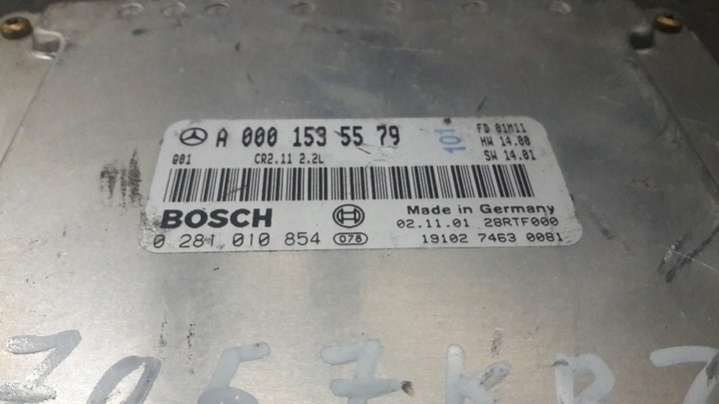 A 000 153 55 79
101
FD 01M11
HW 14.00
Q01 CR2.11 2.2L
SW 14.01
BOSCH
Made in Germany
0 281 010 854 078
02.11.01 28RTF000
19102 7463 0081